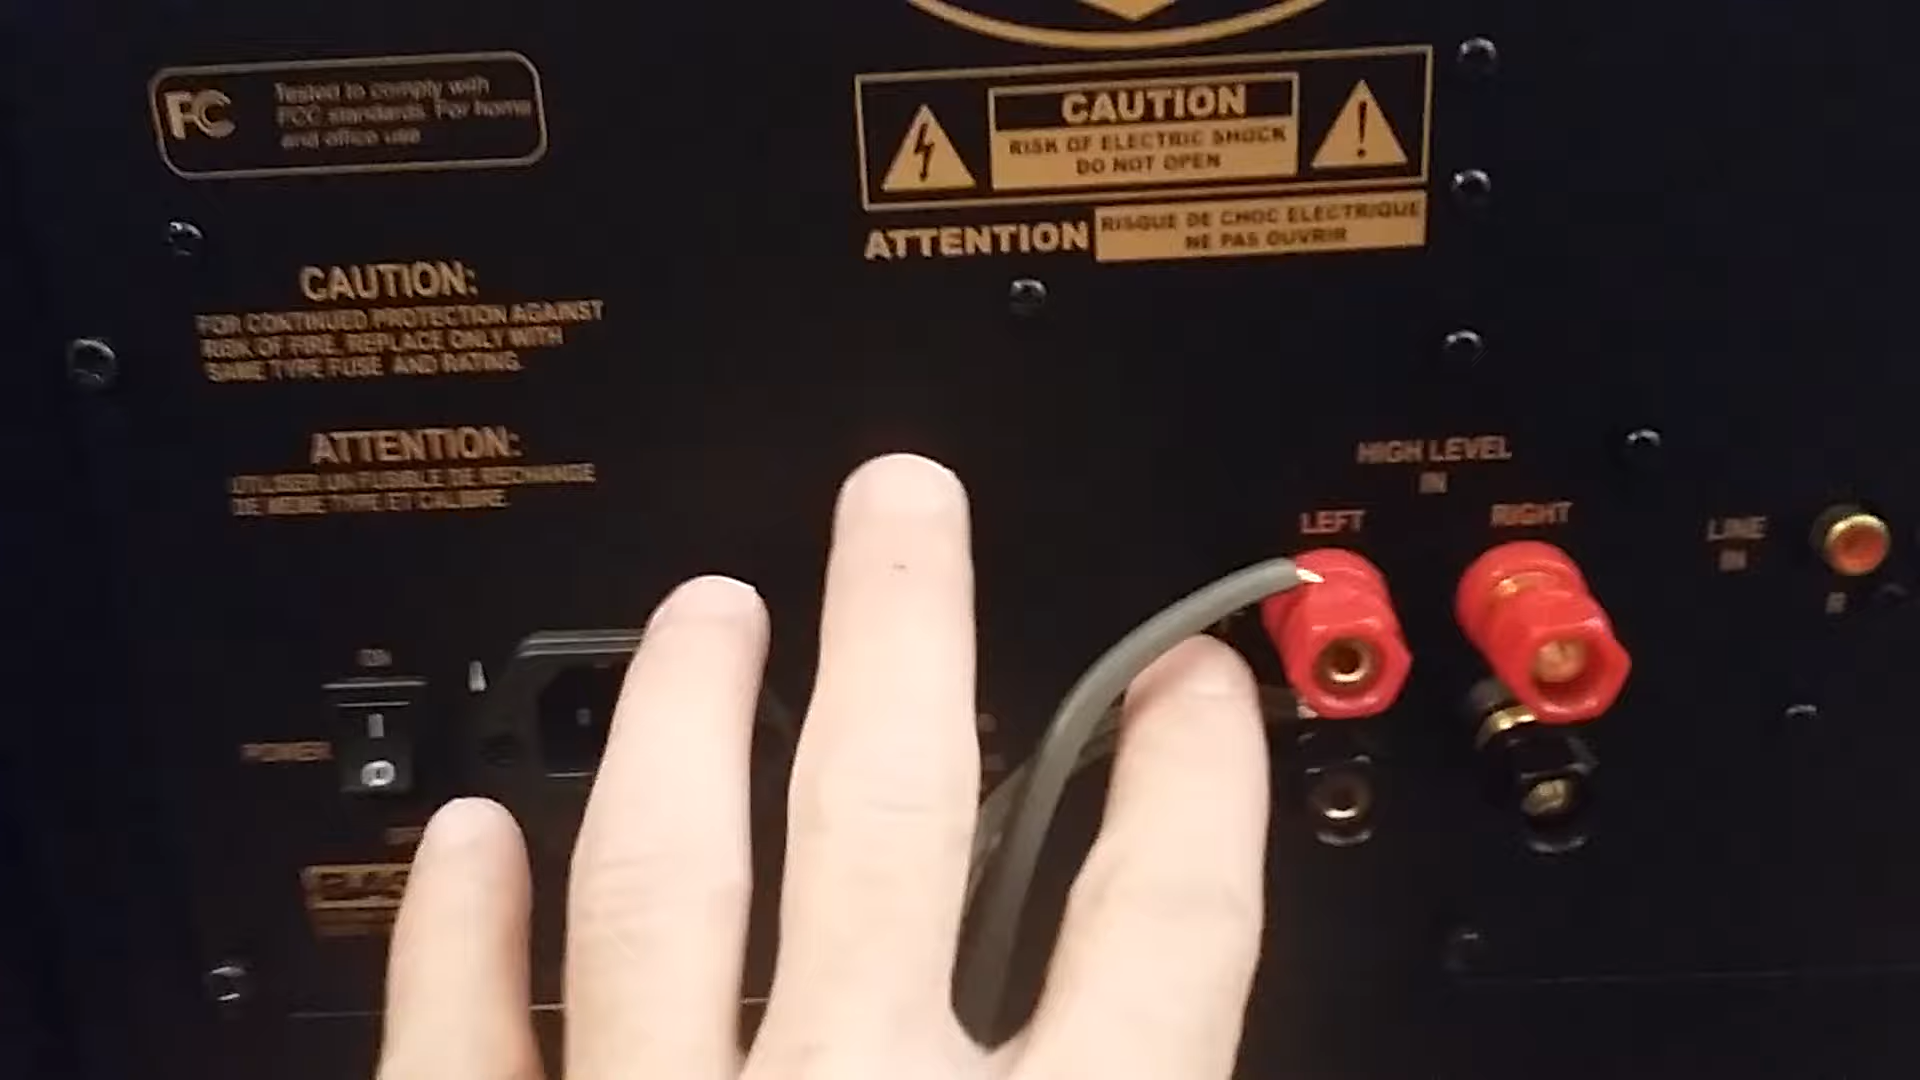 FC
Tested to comply with
FCC standards. For home
and office use
CAUTION
RISK OF ELECTRIC SHOCK
DO NOT OPEN
ATTENTION
RISQUE DE CHOC ELECTRIQUE
NE PAS OUVRIR
CAUTION:
FOR CONTINUED PROTECTION AGAINST
RISK OF FIRE, REPLACE ONLY WITH
SAME TYPE FUSE AND RATING.
ATTENTION:
UTILISER UN FUSIBLE DE RECHANGE
DE MEME TYPE ET CALIBRE.
HIGH LEVEL
IN
LEFT
RIGHT
LINE
IN
R
ON
POWER